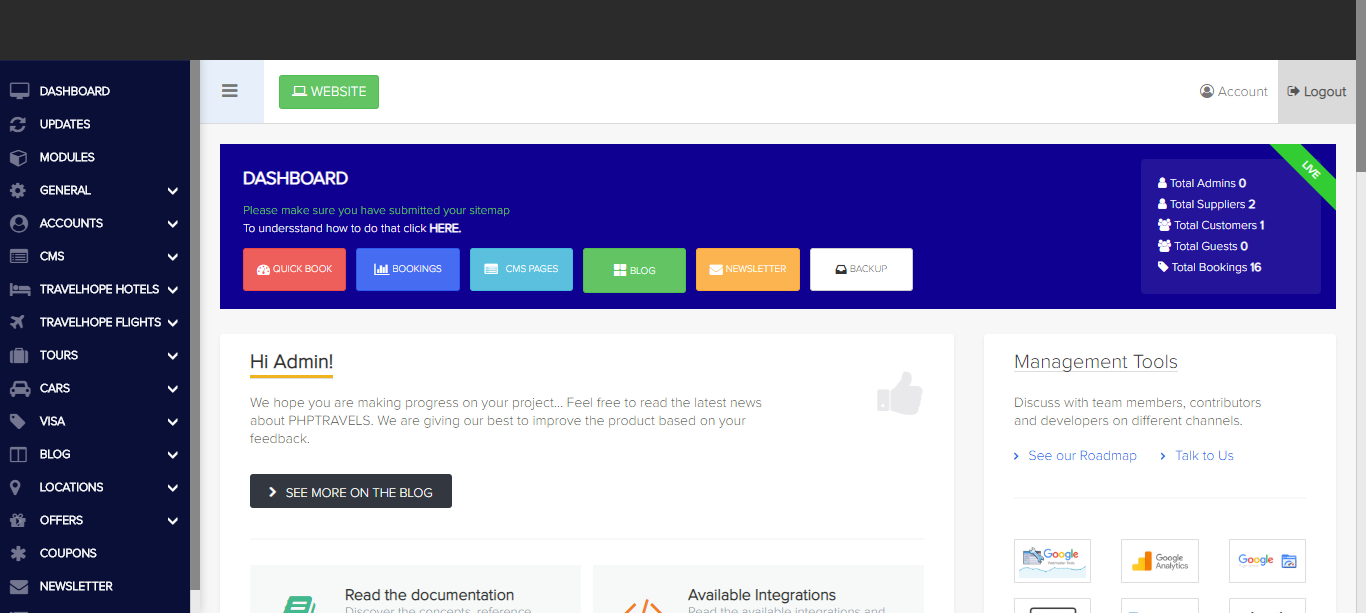 DASHBOARD
UPDATES
MODULES
GENERAL
ACCOUNTS
CMS
TRAVELHOPE HOTELS
TRAVELHOPE FLIGHTS
TOURS
CARS
VISA
BLOG
LOCATIONS
OFFERS
COUPONS
NEWSLETTER
WEBSITE
Account
Logout
DASHBOARD
Please make sure you have submitted your sitemap
To undersstand how to do that click HERE.
QUICK BOOK
BOOKINGS
CMS PAGES
BLOG
NEWSLETTER
BACKUP
LIVE
Total Admins 0
Total Suppliers 2
Total Customers 1
Total Guests 0
Total Bookings 16
Hi Admin!
We hope you are making progress on your project... Feel free to read the latest news
about PHPTRAVELS. We are giving our best to improve the product based on your
feedback.
SEE MORE ON THE BLOG
Read the documentation
Discover the concepts, reference
Available Integrations
Read the available integrations and
Management Tools
Discuss with team members, contributors
and developers on different channels.
See our Roadmap
Talk to Us
Google
Google
Analytics
Google